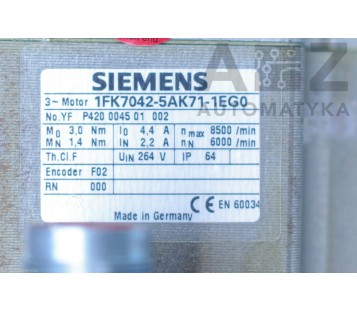 AMZ
AUTOMATYKA
SIEMENS
3~ Motor 1FK7042-5AK71-1EG0
No.YF P420 0045 01 002
M0 3,0 Nm I0 4,4 A nmax 8500 /min
MN 1,4 Nm IN 2,2 A nN 6000 /min
Th.Cl.F UIN 264 V IP 64
Encoder F02
RN 000
CE EN 60034
Made in Germany